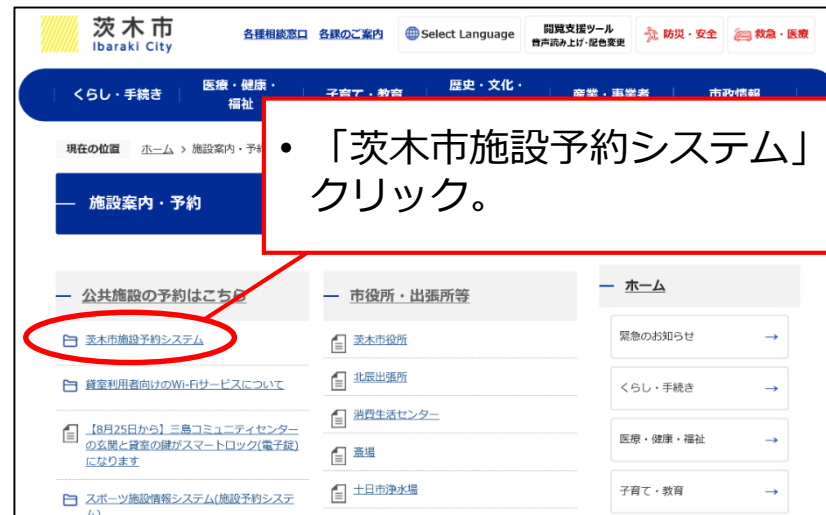 茨木市
Ibaraki City
各種相談窓口 各課のご案内 Select Language 閲覧支援ツール
音声読み上げ・配色変更
防災・安全 救急・医療
くらし・手続き
医療・健康・
福祉
子育て・教育
歴史・文化・
産業・事業者
市政情報
現在の位置 ホーム > 施設案内・予約
• 「茨木市施設予約システム」
クリック。
施設案内・予約
公共施設の予約はこちら
茨木市施設予約システム
貸室利用者向けのWi-Fiサービスについて
【8月25日から】三島コミュニティセンター
の玄関と貸室の鍵がスマートロック(電子錠)
になります
スポーツ施設情報システム(施設予約システ
ム)
市役所・出張所等
茨木市役所
北辰出張所
消費生活センター
斎場
十日市浄水場
ホーム
緊急のお知らせ →
くらし・手続き →
医療・健康・福祉 →
子育て・教育 →